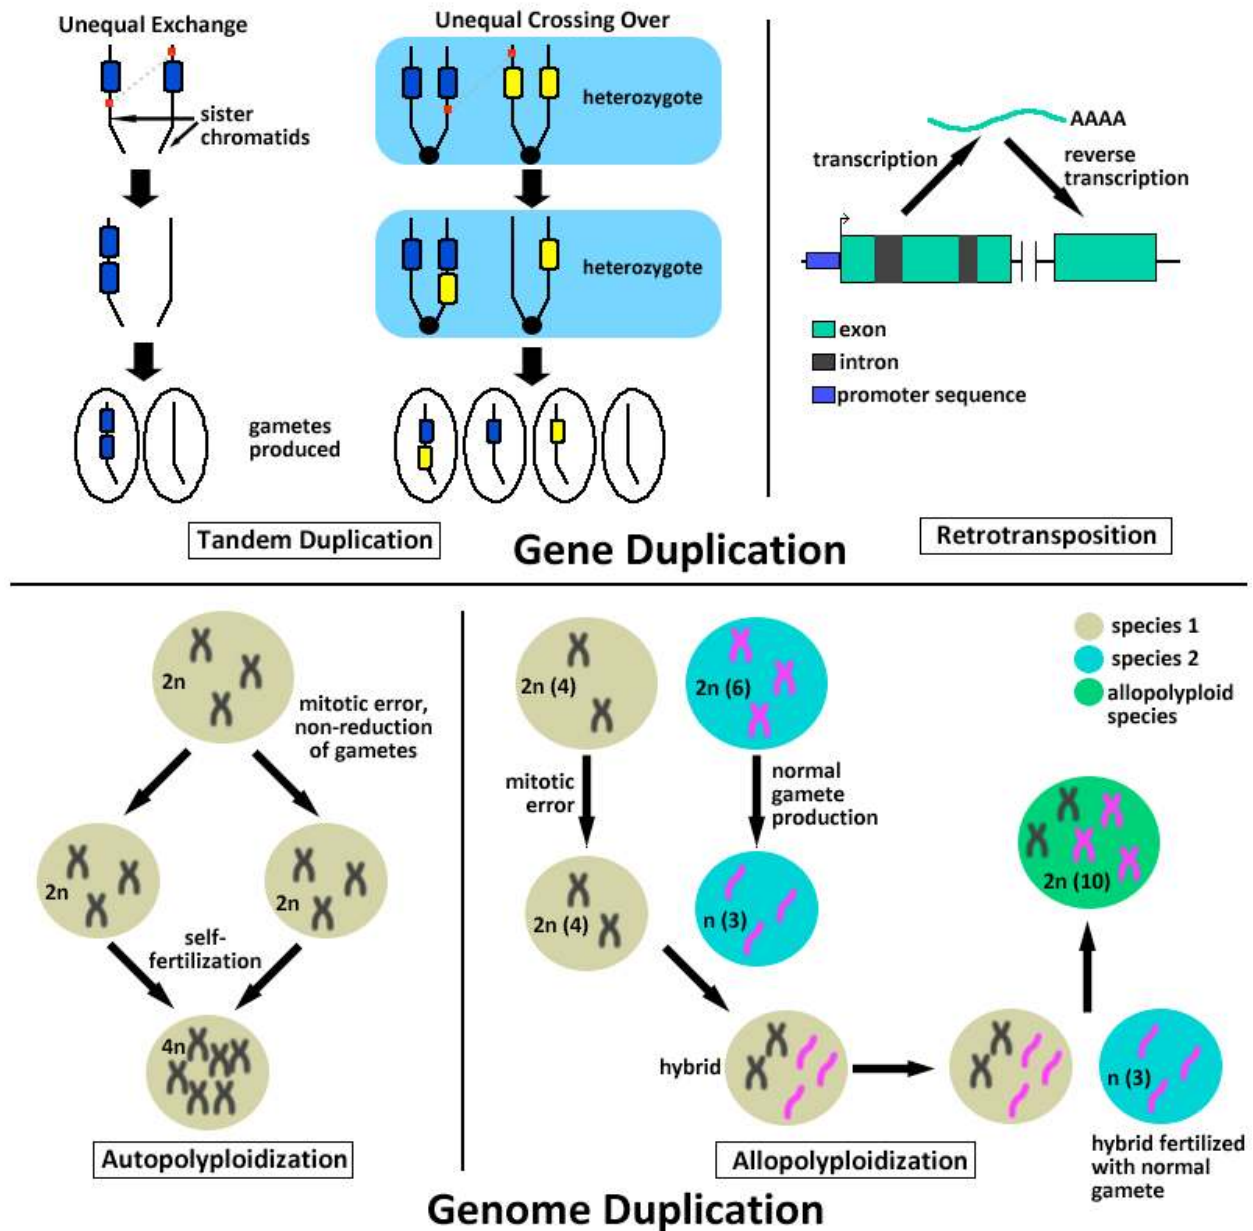 Unequal Exchange
sister
chromatids
Unequal Crossing Over
heterozygote
heterozygote
gametes
produced
Tandem Duplication
AAAA
transcription
reverse
transcription
exon
intron
promoter sequence
Retrotransposition
Gene Duplication
2n
mitotic error,
non-reduction
of gametes
2n
2n
self-
fertilization
4n
Autopolyploidization
2n (4)
2n (6)
mitotic
error
normal
gamete
production
2n (4)
n (3)
hybrid
species 1
species 2
allopolyploid
species
2n (10)
n (3)
hybrid fertilized
with normal
gamete
Allopolyploidization
Genome Duplication